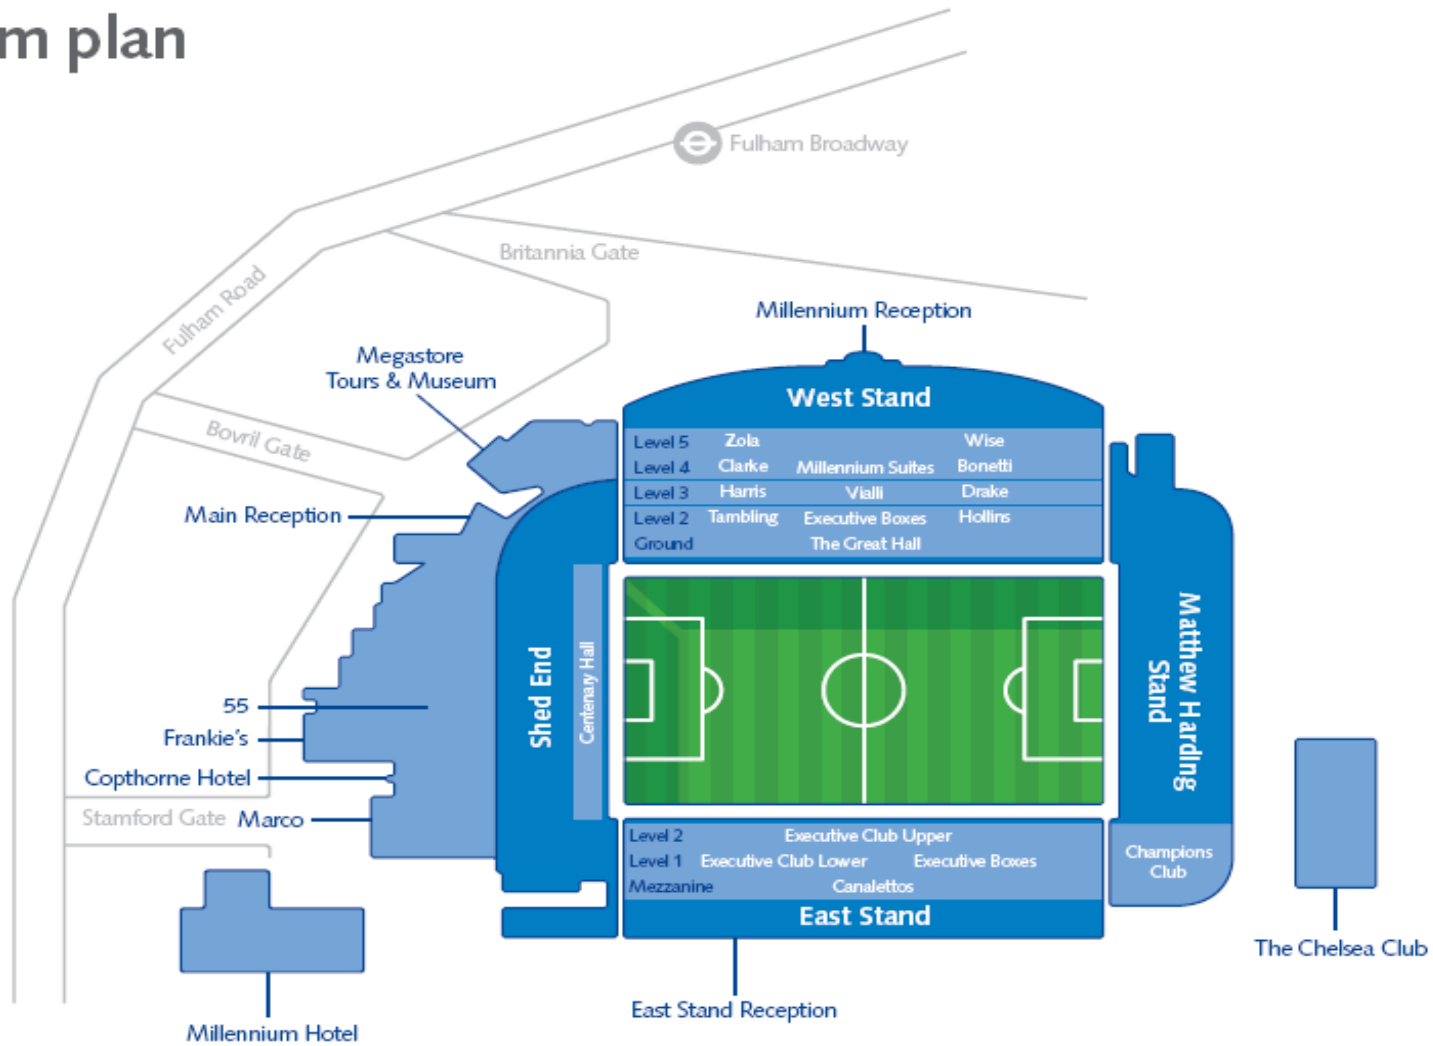 m plan
Fulham Broadway
Britannia Gate
Fulham Road
Millennium Reception
Megastore
Tours & Museum
West Stand
Bovril Gate
Level 5 Zola Wise
Level 4 Clarke Millennium Suites Bonetti
Level 3 Harris Vialli Drake
Level 2 Tambling Executive Boxes Hollins
Ground The Great Hall
Main Reception
Shed End
Centenary Hall
Matthew Harding
Stand
55
Frankie's
Copthorne Hotel
Stamford Gate
Marco
Level 2 Executive Club Upper
Level 1 Executive Club Lower Executive Boxes
Mezzanine Canalettos
East Stand
Champions
Club
The Chelsea Club
East Stand Reception
Millennium Hotel